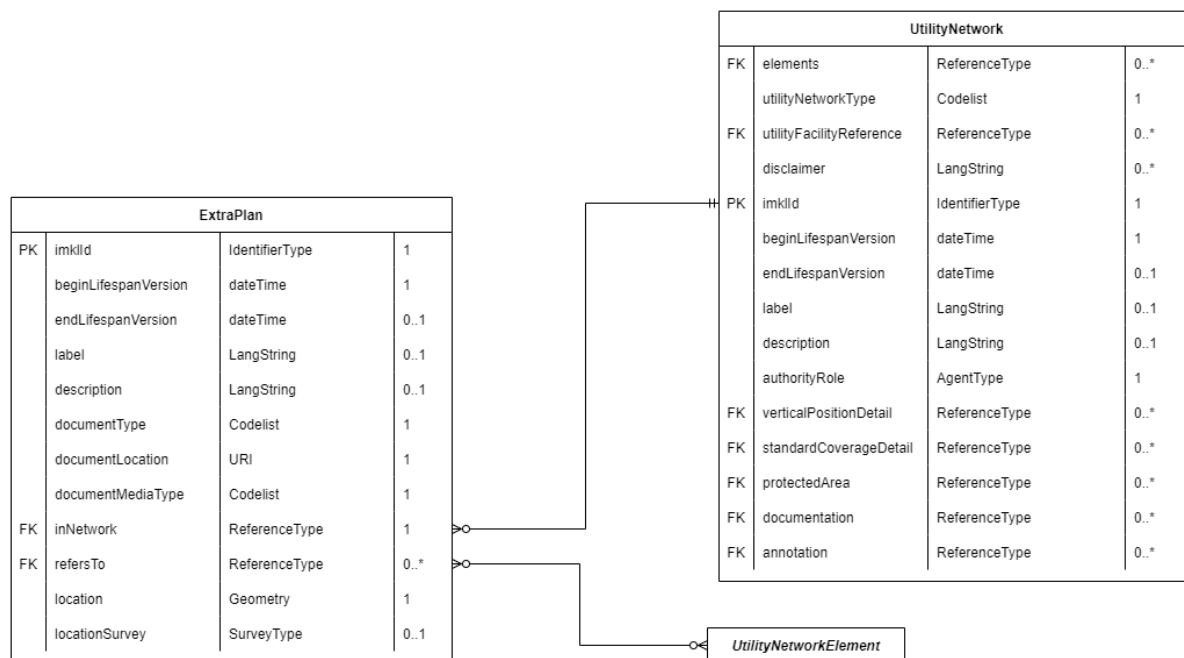 UtilityNetwork
FK elements ReferenceType 0..*
utilityNetworkType Codelist 1
FK utilityFacilityReference ReferenceType 0..*
disclaimer LangString 0..*
PK imklId IdentifierType 1
beginLifespanVersion dateTime 1
endLifespanVersion dateTime 0..1
label LangString 0..1
description LangString 0..1
authorityRole AgentType 1
FK verticalPositionDetail ReferenceType 0..*
FK standardCoverageDetail ReferenceType 0..*
FK protectedArea ReferenceType 0..*
FK documentation ReferenceType 0..*
FK annotation ReferenceType 0..*
ExtraPlan
PK imklId IdentifierType 1
beginLifespanVersion dateTime 1
endLifespanVersion dateTime 0..1
label LangString 0..1
description LangString 0..1
documentType Codelist 1
documentLocation URI 1
documentMediaType Codelist 1
FK inNetwork ReferenceType 1
FK refersTo ReferenceType 0..*
location Geometry 1
locationSurvey SurveyType 0..1
UtilityNetworkElement